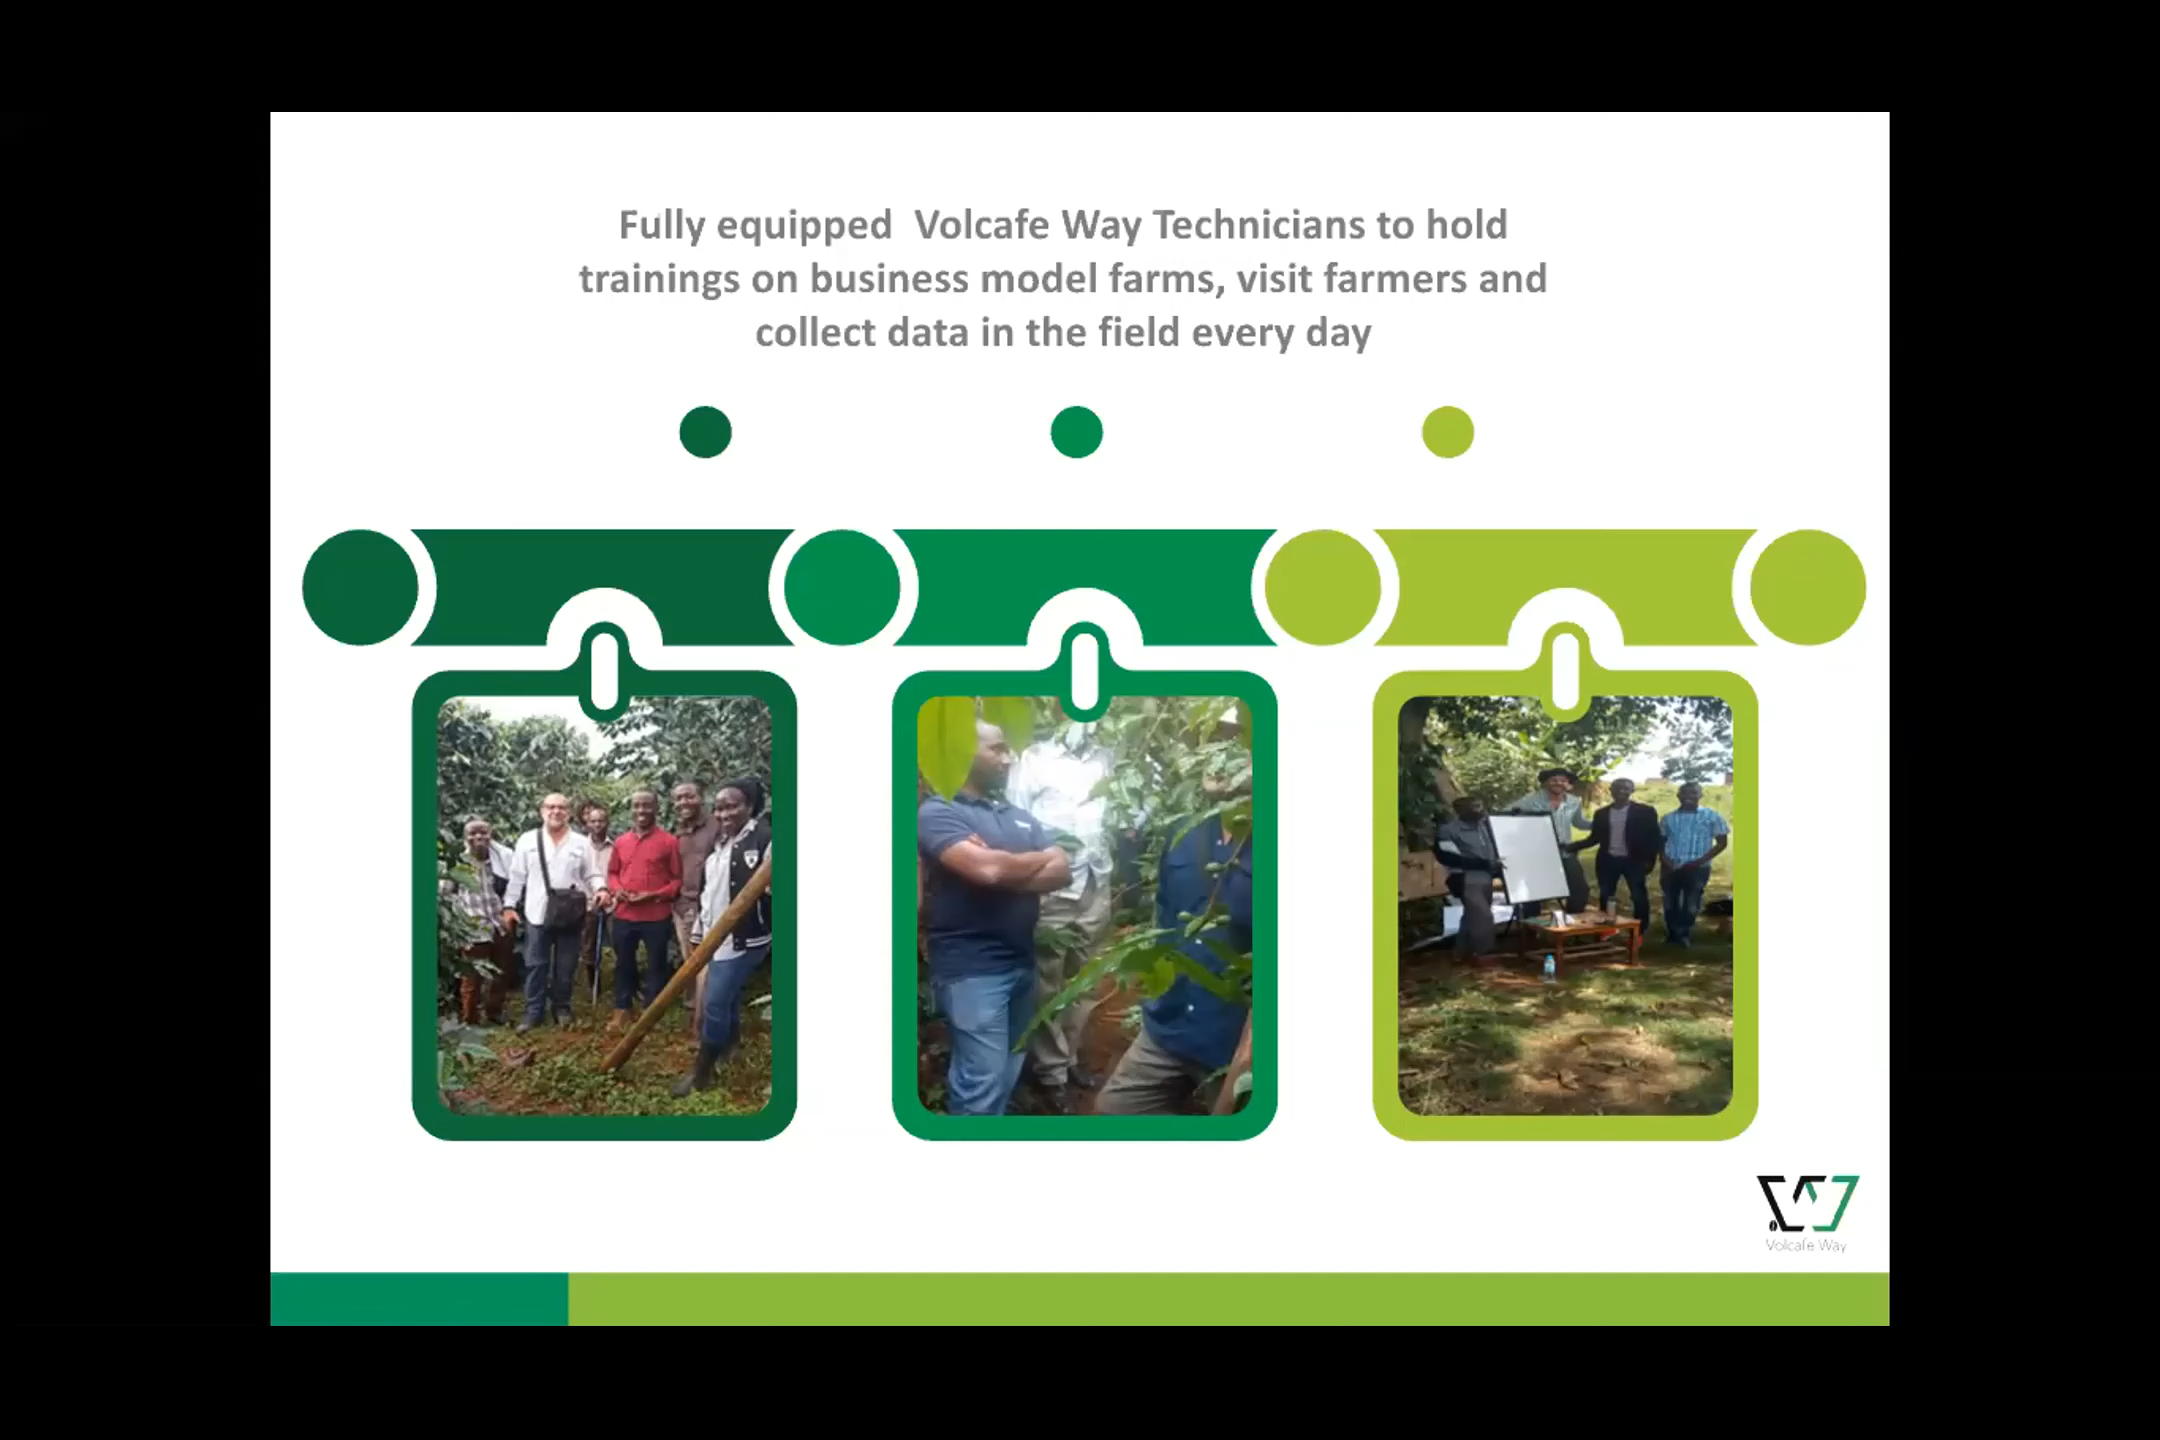 Fully equipped  Volcafe Way Technicians to hold
trainings on business model farms, visit farmers and
collect data in the field every day
Volcafe Way